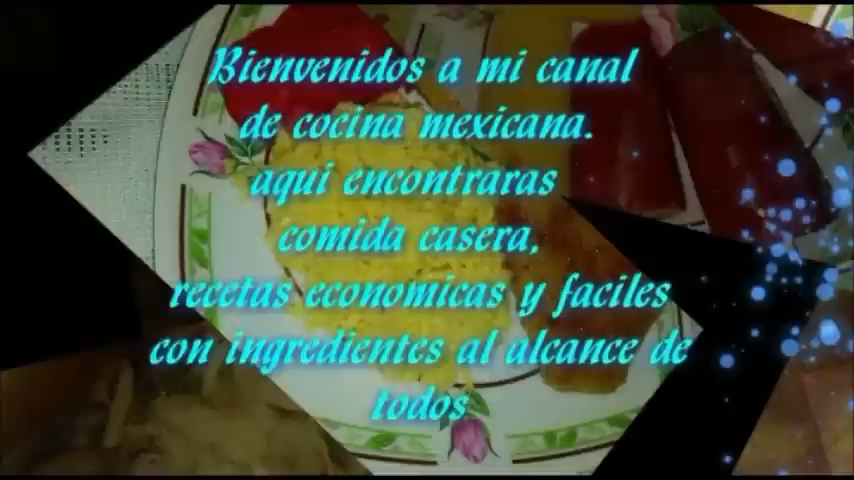 Bienvenidos a mi canal
de cocina mexicana.
aqui encontraras
comida casera,
recetas economicas y faciles
con ingredientes al alcance de
todos